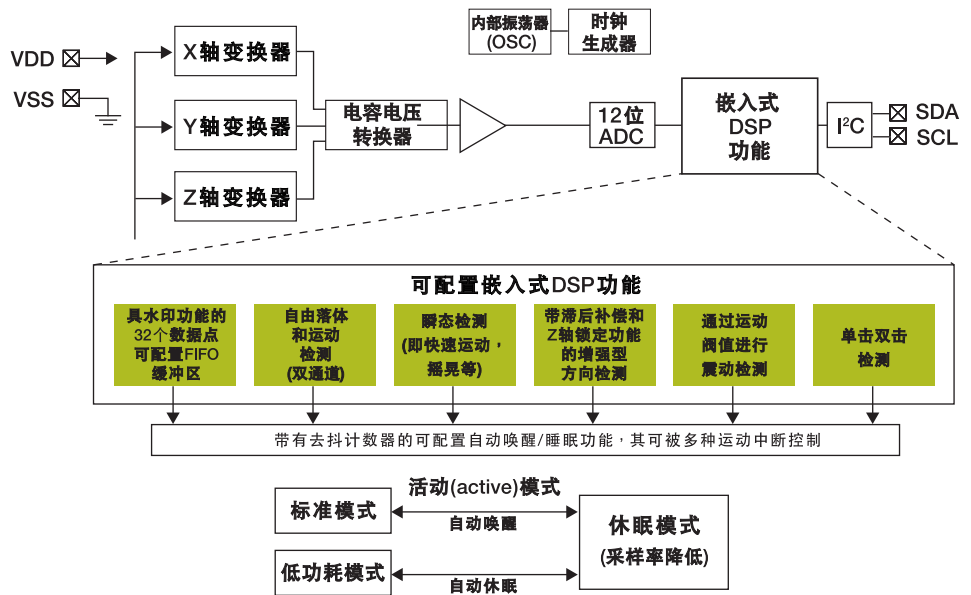 内部振荡器
(OSC)
时钟
生成器
VDD
VSS
X轴变换器
Y轴变换器
Z轴变换器
电容电压
转换器
12位
ADC
嵌入式
DSP
功能
I²C
SDA
SCL
可配置嵌入式DSP功能
具水印功能的
32个数据点
可配置FIFO
缓冲区
自由落体
和运动
检测
(双通道)
瞬态检测
(即快速运动，
摇晃等)
带滞后补偿和
Z轴锁定功能
的增强型
方向检测
通过运动
阀值进行
震动检测
单击双击
检测
带有去抖计数器的可配置自动唤醒/睡眠功能，其可被多种运动中断控制
活动(active)模式
标准模式
自动唤醒
休眠模式
(采样率降低)
低功耗模式
自动休眠